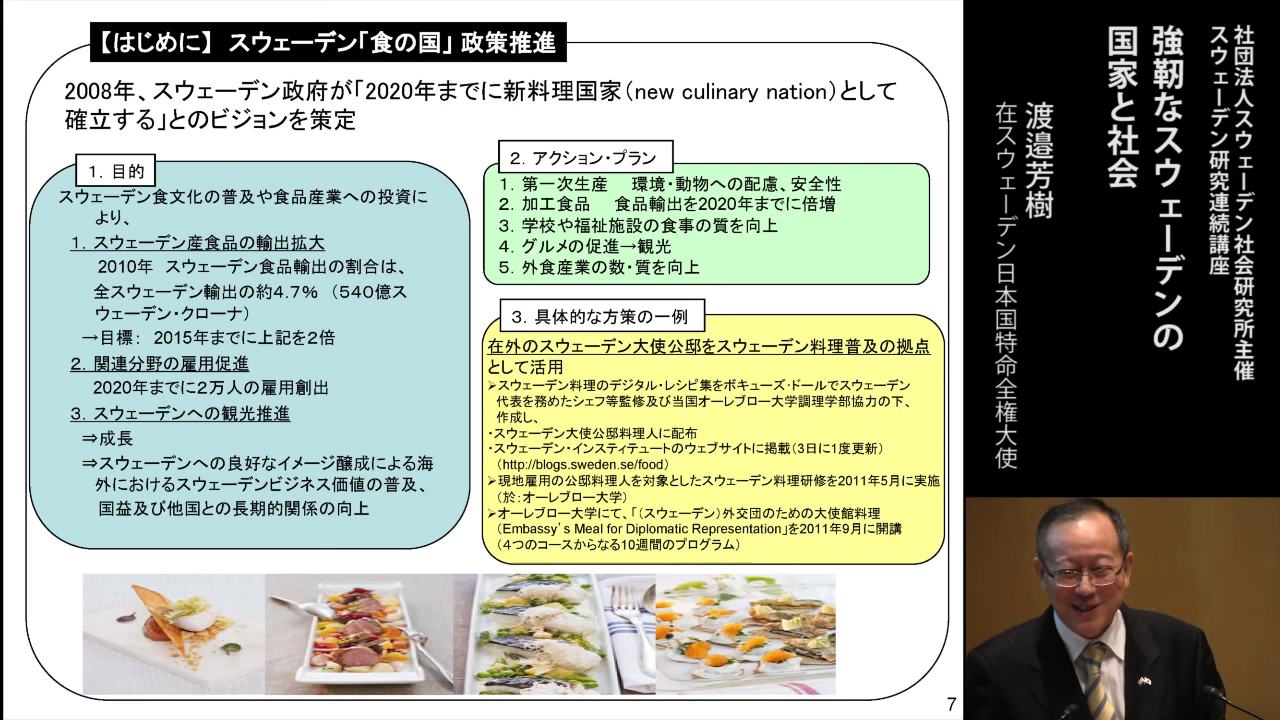 【はじめに】 スウェーデン「食の国」 政策推進
2008年、スウェーデン政府が「2020年までに新料理国家（new culinary nation）として
確立する」とのビジョンを策定
１．目的
スウェーデン食文化の普及や食品産業への投資に
より、
１．スウェーデン産食品の輸出拡大
2010年 スウェーデン食品輸出の割合は、
全スウェーデン輸出の約４.７％ （５４０億ス
ウェーデン・クローナ）
→目標： 2015年までに上記を２倍
２．関連分野の雇用促進
2020年までに２万人の雇用創出
３．スウェーデンへの観光推進
⇒成長
⇒スウェーデンへの良好なイメージ醸成による海
外におけるスウェーデンビジネス価値の普及、
国益及び他国との長期的関係の向上
２．アクション・プラン
１．第一次生産 環境・動物への配慮、安全性
２．加工食品 食品輸出を2020年までに倍増
３．学校や福祉施設の食事の質を向上
４．グルメの促進→観光
５．外食産業の数・質を向上
３．具体的な方策の一例
在外のスウェーデン大使公邸をスウェーデン料理普及の拠点
として活用
➢スウェーデン料理のデジタル・レシピ集をボキューズ・ドールでスウェーデン
代表を務めたシェフ等監修及び当国オーレブロー大学調理学部協力の下、
作成し、
・スウェーデン大使公邸料理人に配布
・スウェーデン・インスティテュートのウェブサイトに掲載（3日に1度更新）
（http://blogs.sweden.se/food）
➢現地雇用の公邸料理人を対象としたスウェーデン料理研修を2011年5月に実施
（於：オーレブロー大学）
➢オーレブロー大学にて、「（スウェーデン）外交団のための大使館料理
（Embassy's Meal for Diplomatic Representation」を2011年9月に開講
（４つのコースからなる10週間のプログラム）
7
社団法人スウェーデン社会研究所主催
スウェーデン研究連続講座
強靭なスウェーデンの
国家と社会
渡邉芳樹
在スウェーデン日本国特命全権大使